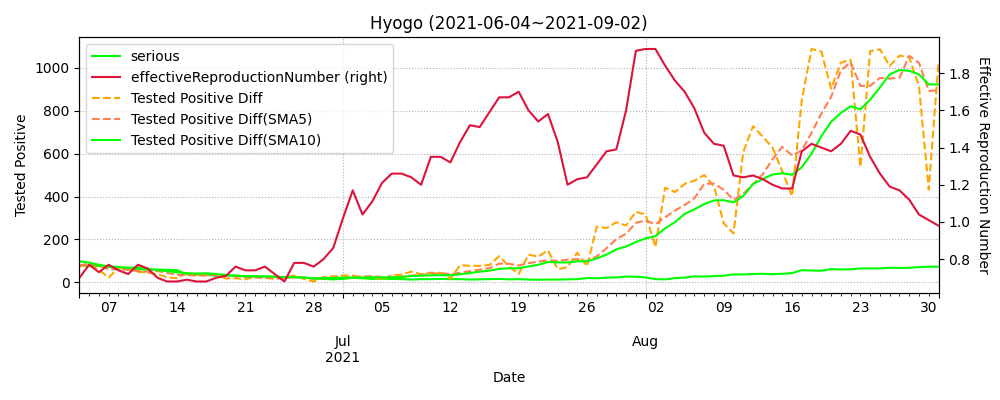 Hyogo (2021-06-04~2021-09-02)
serious
effectiveReproductionNumber (right)
Tested Positive Diff
Tested Positive Diff(SMA5)
Tested Positive Diff(SMA10)
Tested Positive
1000
800
600
400
200
0
1.8
1.6
1.4
1.2
1.0
0.8
Effective Reproduction Number
07 14 21 28 05 12 19 26 02 09 16 23 30
Jul Aug
2021
Date